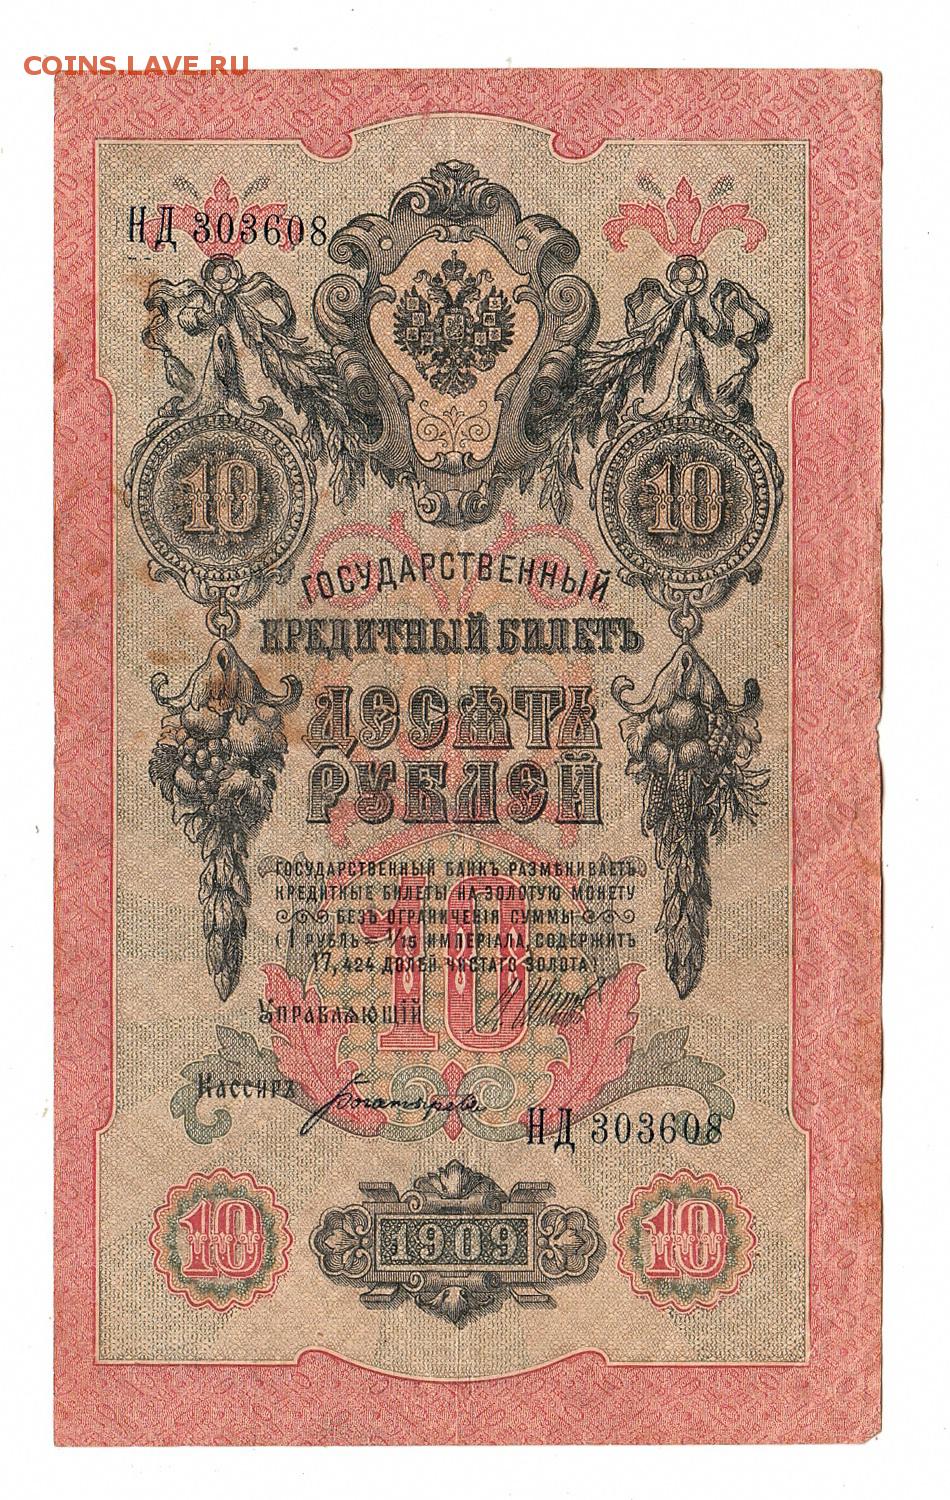 COINS.LAVE.RU
НД 303608
10 10
ГОСУДАРСТВЕННЫЙ
КРЕДИТНЫЙ БИЛЕТЪ
ДЕСЯТЬ
РУБЛЕЙ
ГОСУДАРСТВЕННЫЙ БАНКЪ РАЗМѢНИВАЕТЪ
КРЕДИТНЫЕ БИЛЕТЫ НА ЗОЛОТУЮ МОНЕТУ
БЕЗЪ ОГРАНИЧЕНІЯ СУММЫ
(1 РУБЛЬ = 1/15 ИМПЕРІАЛА, СОДЕРЖИТЪ
17,424 ДОЛЕЙ ЧИСТАГО ЗОЛОТА)
10
УПРАВЛЯЮЩІЙ
Кассиръ Богатыревъ
НД 303608
10 1909 10